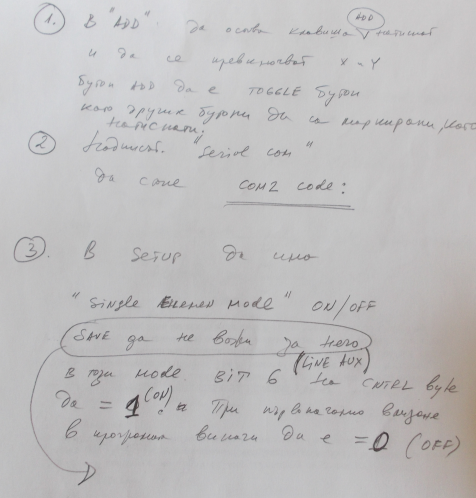 1. В "ADD" да остава клавиша ADD натиснат
и да се превключват X-Y
бутон ADD да е TOGGLE бутон
като другите бутони да са маркирани, като
натиснати.
2 Надписът "Serial com"
да стане COM2 code:
3. В Setup да има
"Single mode" ON/OFF
SAVE да не важи за него
В този mode BIT 6 (LINE AUX) на CNTRL byte
да = 1 (ON). При първоначално влизане
в програмата винаги да е = 0 (OFF)